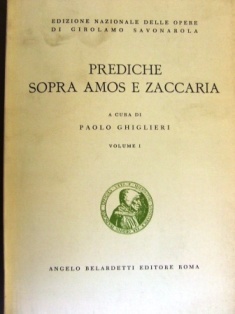 EDIZIONE NAZIONALE DELLE OPERE
DI GIROLAMO SAVONAROLA
PREDICHE
SOPRA AMOS E ZACCARIA
A CURA DI
PAOLO GHIGLIERI
VOLUME I
ANGELO BELARDETTI EDITORE ROMA